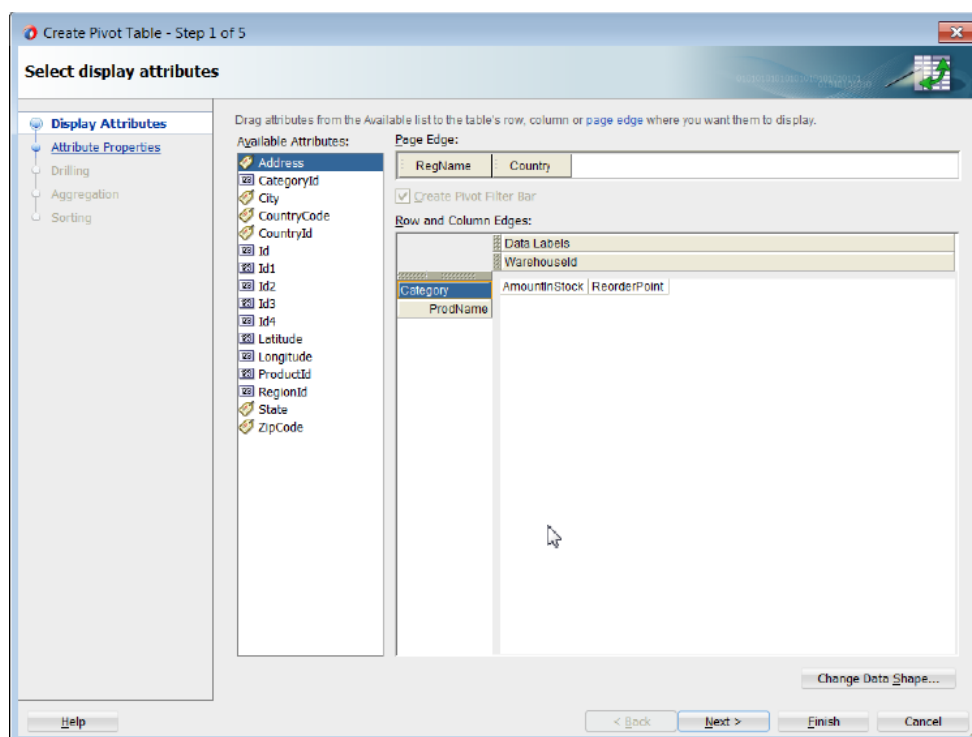 Create Pivot Table - Step 1 of 5
Select display attributes
Display Attributes
Attribute Properties
Drilling
Aggregation
Sorting
Drag attributes from the Available list to the table's row, column or page edge where you want them to display.
Available Attributes:
Address
CategoryId
City
CountryCode
CountryId
Id
Id1
Id2
Id3
Id4
Latitude
Longitude
ProductId
RegionId
State
ZipCode
Page Edge:
RegName Country
Create Pivot Filter Bar
Row and Column Edges:
Data Labels
WarehouseId
Category AmountInStock ReorderPoint
ProdName
Change Data Shape...
Help < Back Next > Finish Cancel